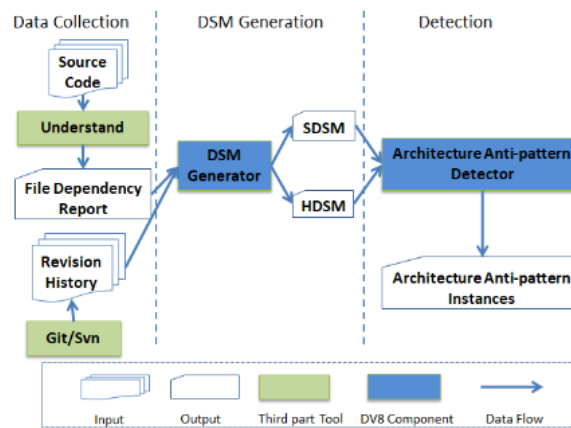 Data Collection
DSM Generation
Detection
Source
Code
Understand
File Dependency
Report
Revision
History
Git/Svn
DSM
Generator
SDSM
HDSM
Architecture Anti-pattern
Detector
Architecture Anti-pattern
Instances
Input
Output
Third part Tool
DV8 Component
Data Flow